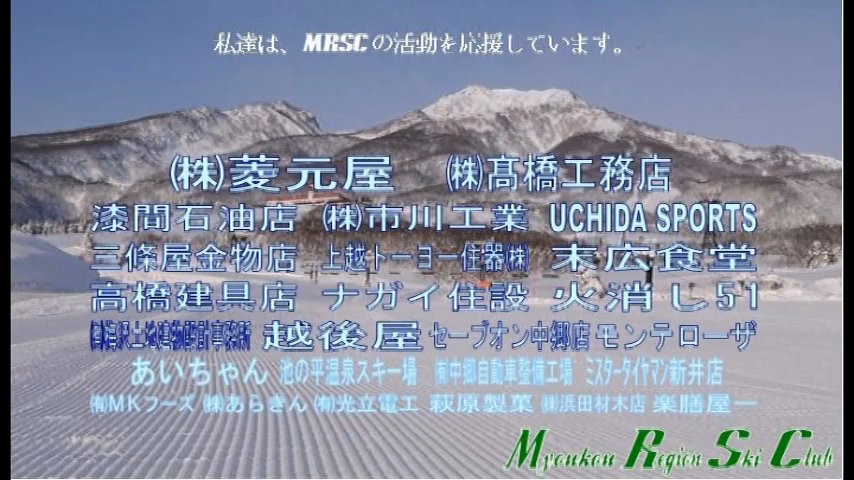 私達は、MRSCの活動を応援しています。
㈱菱元屋 ㈱髙橋工務店
漆間石油店 ㈱市川工業 UCHIDA SPORTS
三條屋金物店 上越トーヨー住器㈱ 末広食堂
高橋建具店 ナガイ住設 火消し51
越後屋 セーブオン中郷店 モンテローザ
あいちゃん 池の平温泉スキー場 ㈲中郷自動車整備工場 ミスタータイヤマン新井店
㈲MKフーズ ㈱あらきん ㈲光立電工 萩原製菓 ㈱浜田材木店 楽膳屋一
Myoukou Region Ski Club